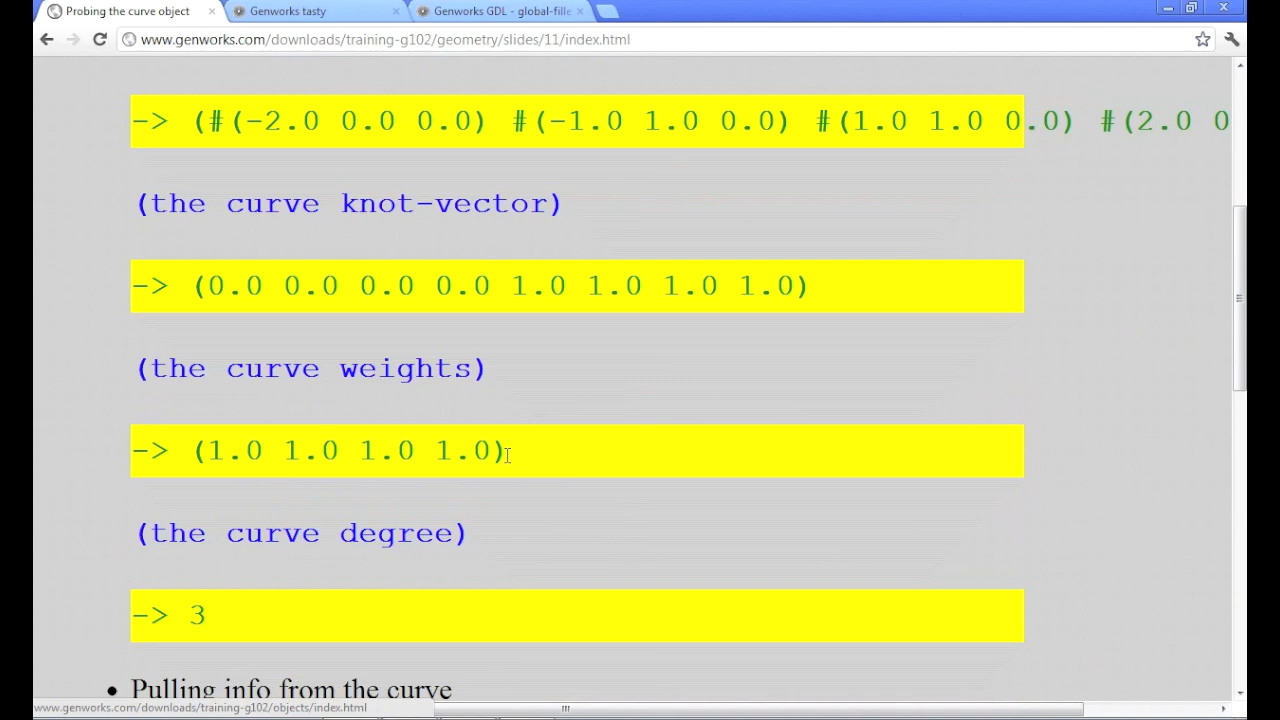 Probing the curve object
Genworks tasty
Genworks GDL - global-fille
www.genworks.com/downloads/training-g102/geometry/slides/11/index.html
-> (#(-2.0 0.0 0.0) #(-1.0 1.0 0.0) #(1.0 1.0 0.0) #(2.0 0
(the curve knot-vector)
-> (0.0 0.0 0.0 0.0 1.0 1.0 1.0 1.0)
(the curve weights)
-> (1.0 1.0 1.0 1.0)
(the curve degree)
-> 3
• Pulling info from the curve
www.genworks.com/downloads/training-g102/objects/index.html